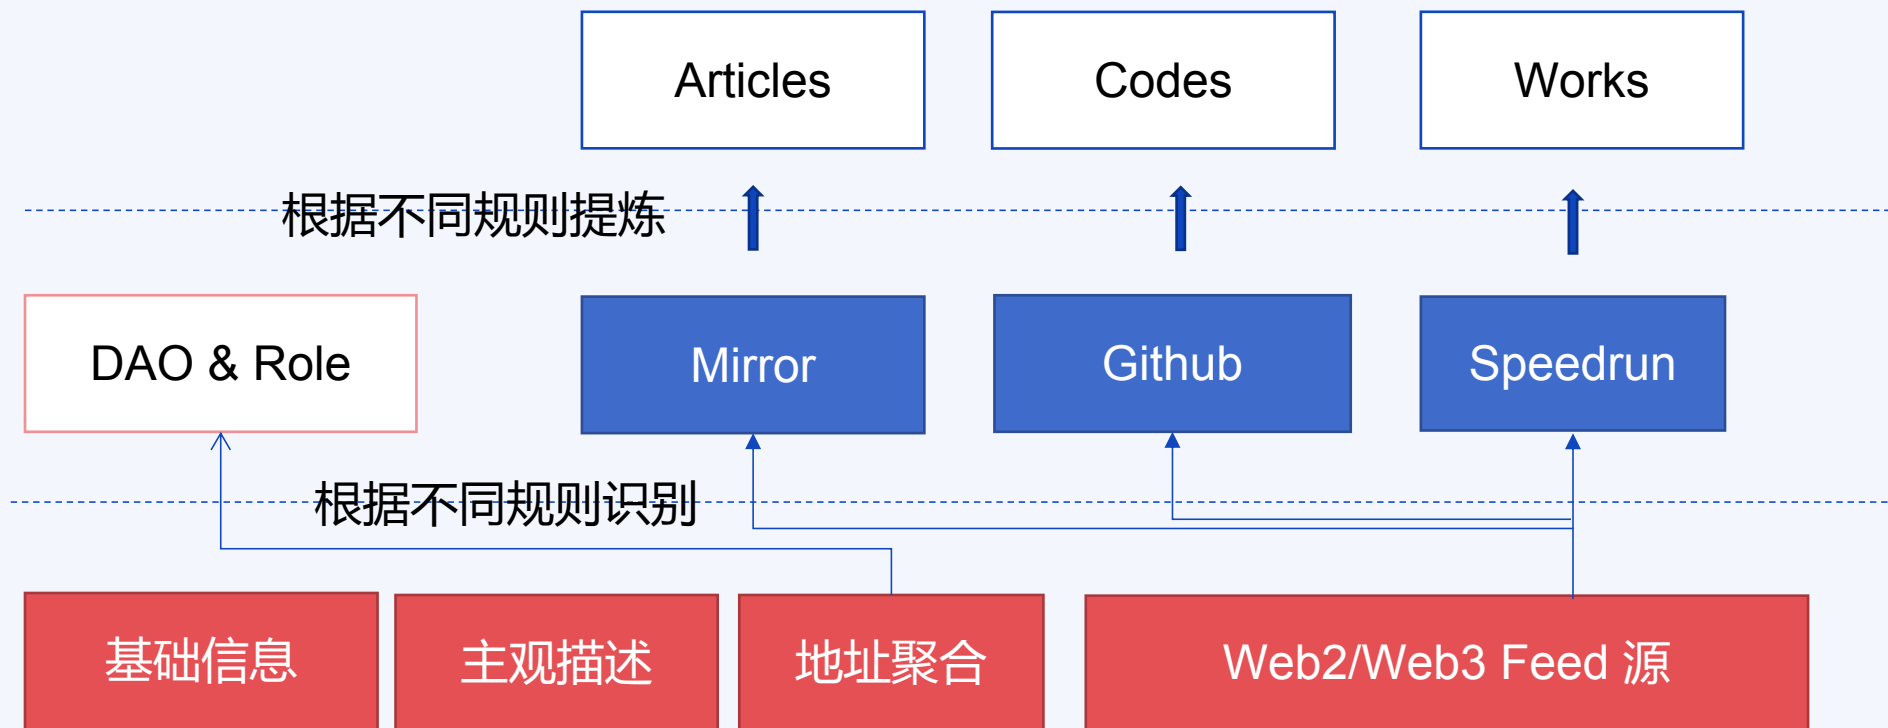 Articles
Codes
Works
根据不同规则提炼
DAO & Role
Mirror
Github
Speedrun
根据不同规则识别
基础信息
主观描述
地址聚合
Web2/Web3 Feed 源